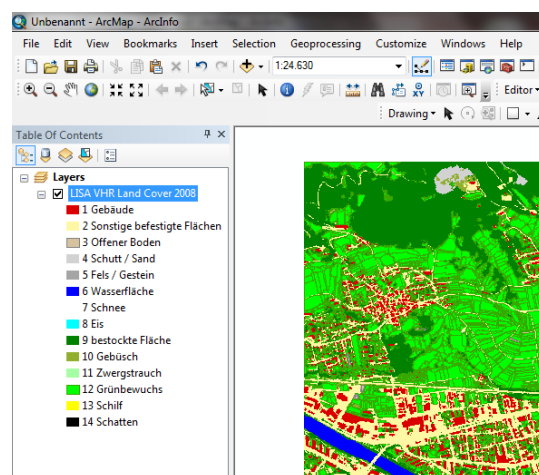 Unbenannt - ArcMap - ArcInfo
File Edit View Bookmarks Insert Selection Geoprocessing Customize Windows Help
1:24.630
Editor
Drawing
Table Of Contents
Layers
LISA VHR Land Cover 2008
1 Gebäude
2 Sonstige befestigte Flächen
3 Offener Boden
4 Schutt / Sand
5 Fels / Gestein
6 Wasserfläche
7 Schnee
8 Eis
9 bestockte Fläche
10 Gebüsch
11 Zwergstrauch
12 Grünbewuchs
13 Schilf
14 Schatten